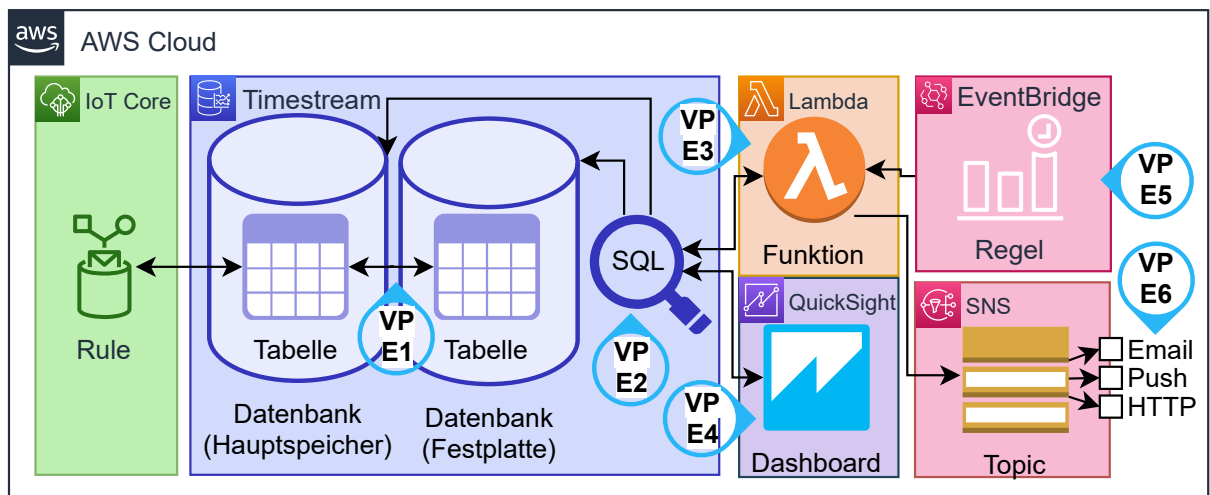 aws
AWS Cloud
IoT Core
Rule
Timestream
Tabelle
Tabelle
Datenbank
(Hauptspeicher)
Datenbank
(Festplatte)
SQL
VP
E1
VP
E2
VP
E3
Lambda
Funktion
VP
E4
QuickSight
Dashboard
EventBridge
Regel
VP
E5
VP
E6
SNS
Email
Push
HTTP
Topic